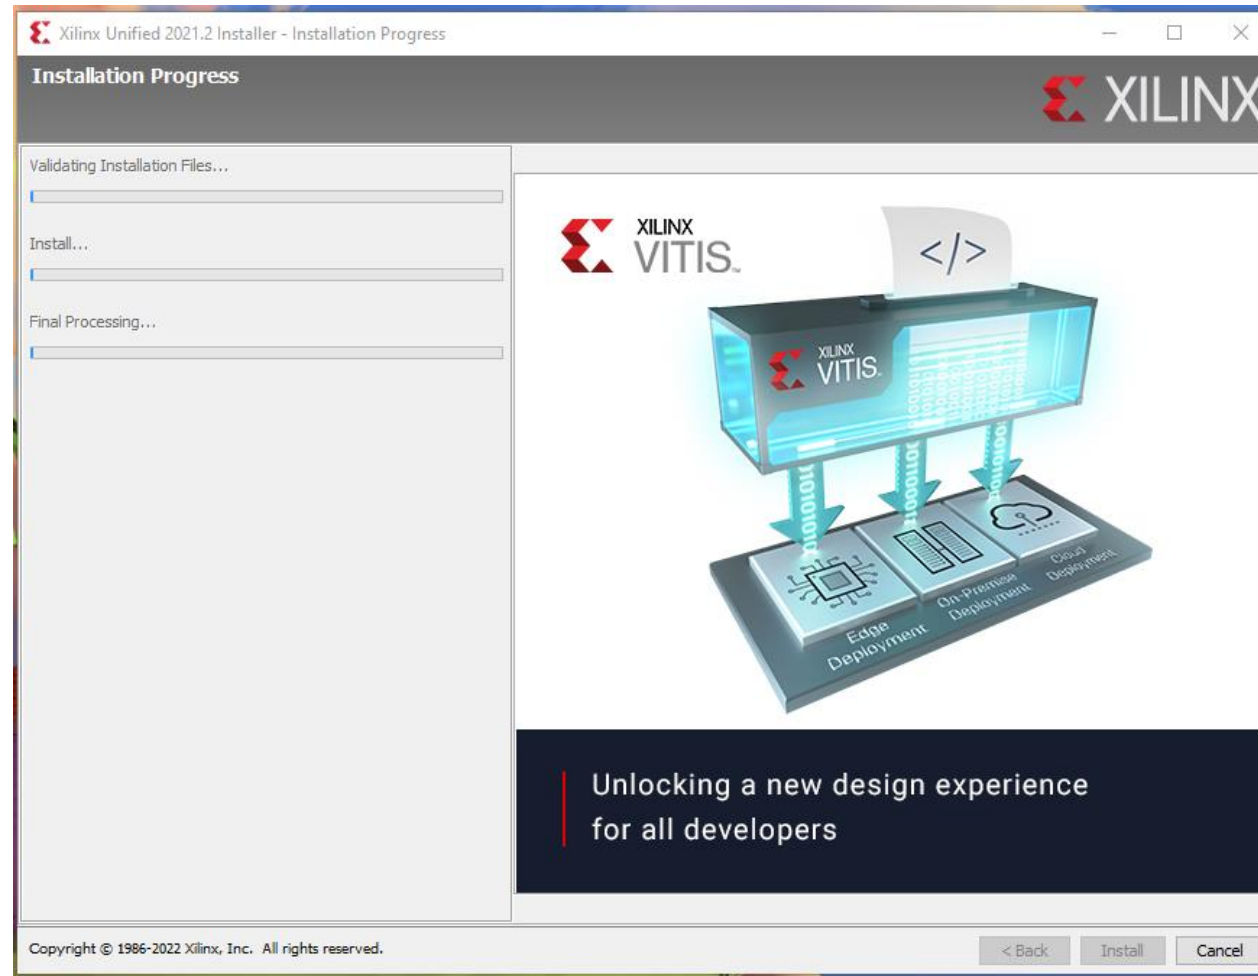 Xilinx Unified 2021.2 Installer - Installation Progress
Installation Progress
XILINX
Validating Installation Files...
Install...
Final Processing...
XILINX
VITIS™
</>
XILINX
VITIS™
Edge
Deployment
On-Premise
Deployment
Cloud
Deployment
Unlocking a new design experience
for all developers
Copyright © 1986-2022 Xilinx, Inc. All rights reserved.
< Back Install Cancel